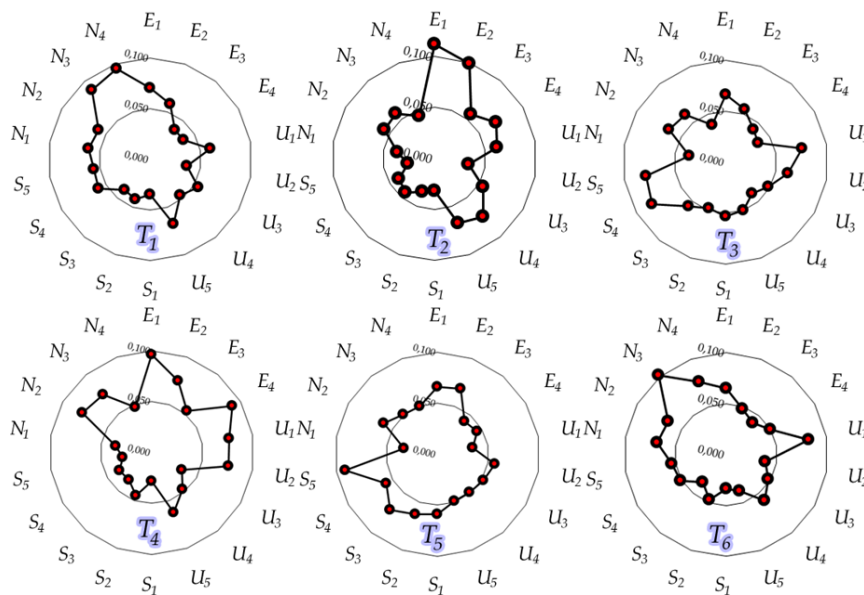 E1
N4 E2
N3 E3
0,100
N2 E4
0,050
N1 U1
0,000
S5 U2
S4 U3
T1
S3 U4
S2 U5
S1
E1
N4 E2
N3 E3
0,100
N2 E4
0,050
N1 U1
0,000
S5 U2
S4 U3
T2
S3 U4
S2 U5
S1
E1
N4 E2
N3 E3
0,100
N2 E4
0,050
N1 U1
0,000
S5 U2
S4 U3
T3
S3 U4
S2 U5
S1
E1
N4 E2
N3 E3
0,100
N2 E4
0,050
N1 U1
0,000
S5 U2
S4 U3
T4
S3 U4
S2 U5
S1
E1
N4 E2
N3 E3
0,100
N2 E4
0,050
N1 U1
0,000
S5 U2
S4 U3
T5
S3 U4
S2 U5
S1
E1
N4 E2
N3 E3
0,100
N2 E4
0,050
N1 U1
0,000
S5 U2
S4 U3
T6
S3 U4
S2 U5
S1